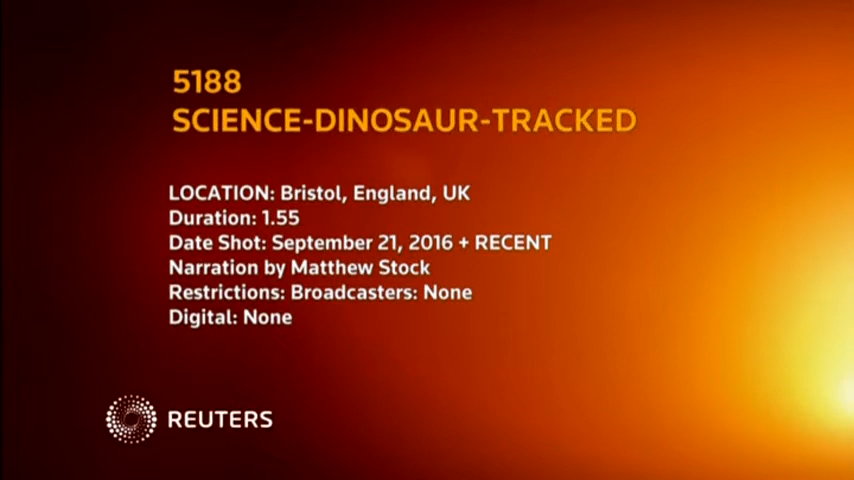 5188
SCIENCE-DINOSAUR-TRACKED
LOCATION: Bristol, England, UK
Duration: 1.55
Date Shot: September 21, 2016 + RECENT
Narration by Matthew Stock
Restrictions: Broadcasters: None
Digital: None
REUTERS